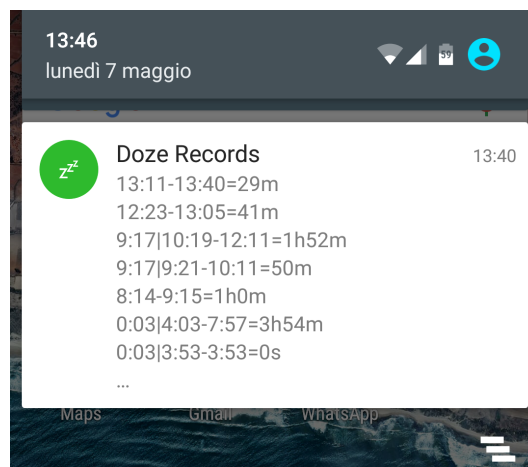 13:46
lunedì 7 maggio
59
Doze Records
13:40
zzz
13:11-13:40=29m
12:23-13:05=41m
9:17|10:19-12:11=1h52m
9:17|9:21-10:11=50m
8:14-9:15=1h0m
0:03|4:03-7:57=3h54m
0:03|3:53-3:53=0s
...
Maps
Gmail
WhatsApp